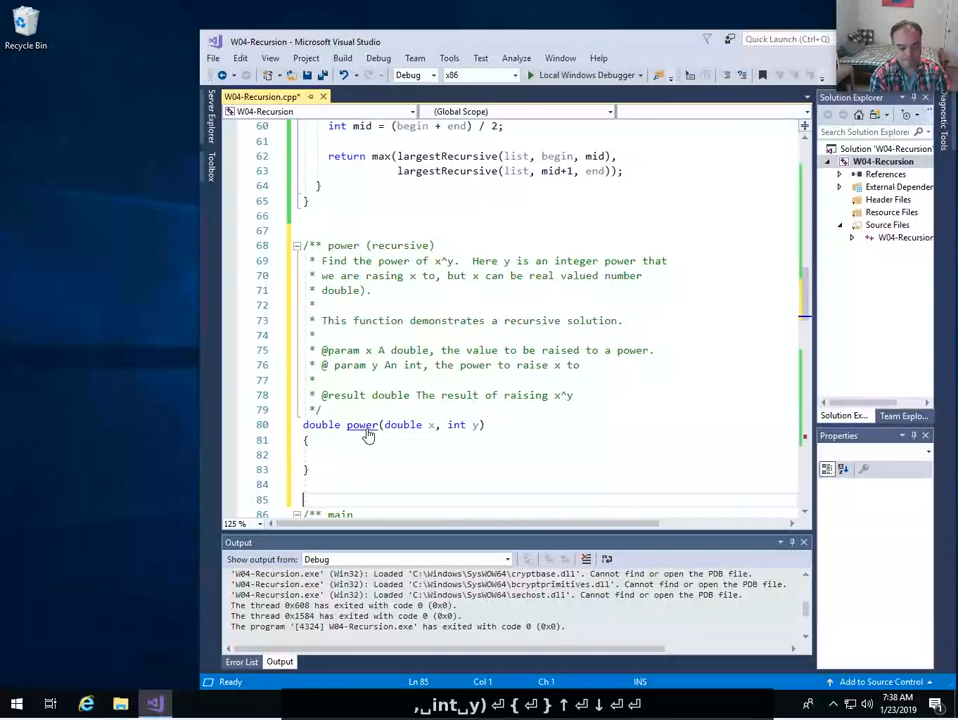 Recycle Bin
W04-Recursion - Microsoft Visual Studio
Quick Launch (Ctrl+Q)
File Edit View Project Build Debug Team Tools Test Analyze Window Help
Debug x86 Local Windows Debugger
Server Explorer
Toolbox
W04-Recursion.cpp*
W04-Recursion (Global Scope)
60 int mid = (begin + end) / 2;
61
62 return max(largestRecursive(list, begin, mid),
63 largestRecursive(list, mid+1, end));
64 }
65 }
66
67
68 /** power (recursive)
69 * Find the power of x^y. Here y is an integer power that
70 * we are rasing x to, but x can be real valued number
71 * double).
72 *
73 * This function demonstrates a recursive solution.
74 *
75 * @param x A double, the value to be raised to a power.
76 * @ param y An int, the power to raise x to
77 *
78 * @result double The result of raising x^y
79 */
80 double power(double x, int y)
81 {
82
83 }
84
85
86 /** main
125 %
Solution Explorer
Search Solution Explorer
Solution 'W04-Recursion'
W04-Recursion
References
External Depende
Header Files
Resource Files
Source Files
W04-Recursion
Solution Ex... Team Explo...
Properties
Diagnostic Tools
Output
Show output from: Debug
'W04-Recursion.exe' (Win32): Loaded 'C:\Windows\SysWOW64\cryptbase.dll'. Cannot find or open the PDB file.
'W04-Recursion.exe' (Win32): Loaded 'C:\Windows\SysWOW64\bcryptprimitives.dll'. Cannot find or open the PDB file.
'W04-Recursion.exe' (Win32): Loaded 'C:\Windows\SysWOW64\sechost.dll'. Cannot find or open the PDB file.
The thread 0x608 has exited with code 0 (0x0).
The thread 0x1584 has exited with code 0 (0x0).
The program '[4324] W04-Recursion.exe' has exited with code 0 (0x0).
Error List Output
Ready Ln 85 Col 1 Ch 1 INS Add to Source Control
,␣int␣y) ⏎ { ⏎ } ↑ ⏎ ↓ ⏎ ⏎
7:38 AM
1/23/2019
1